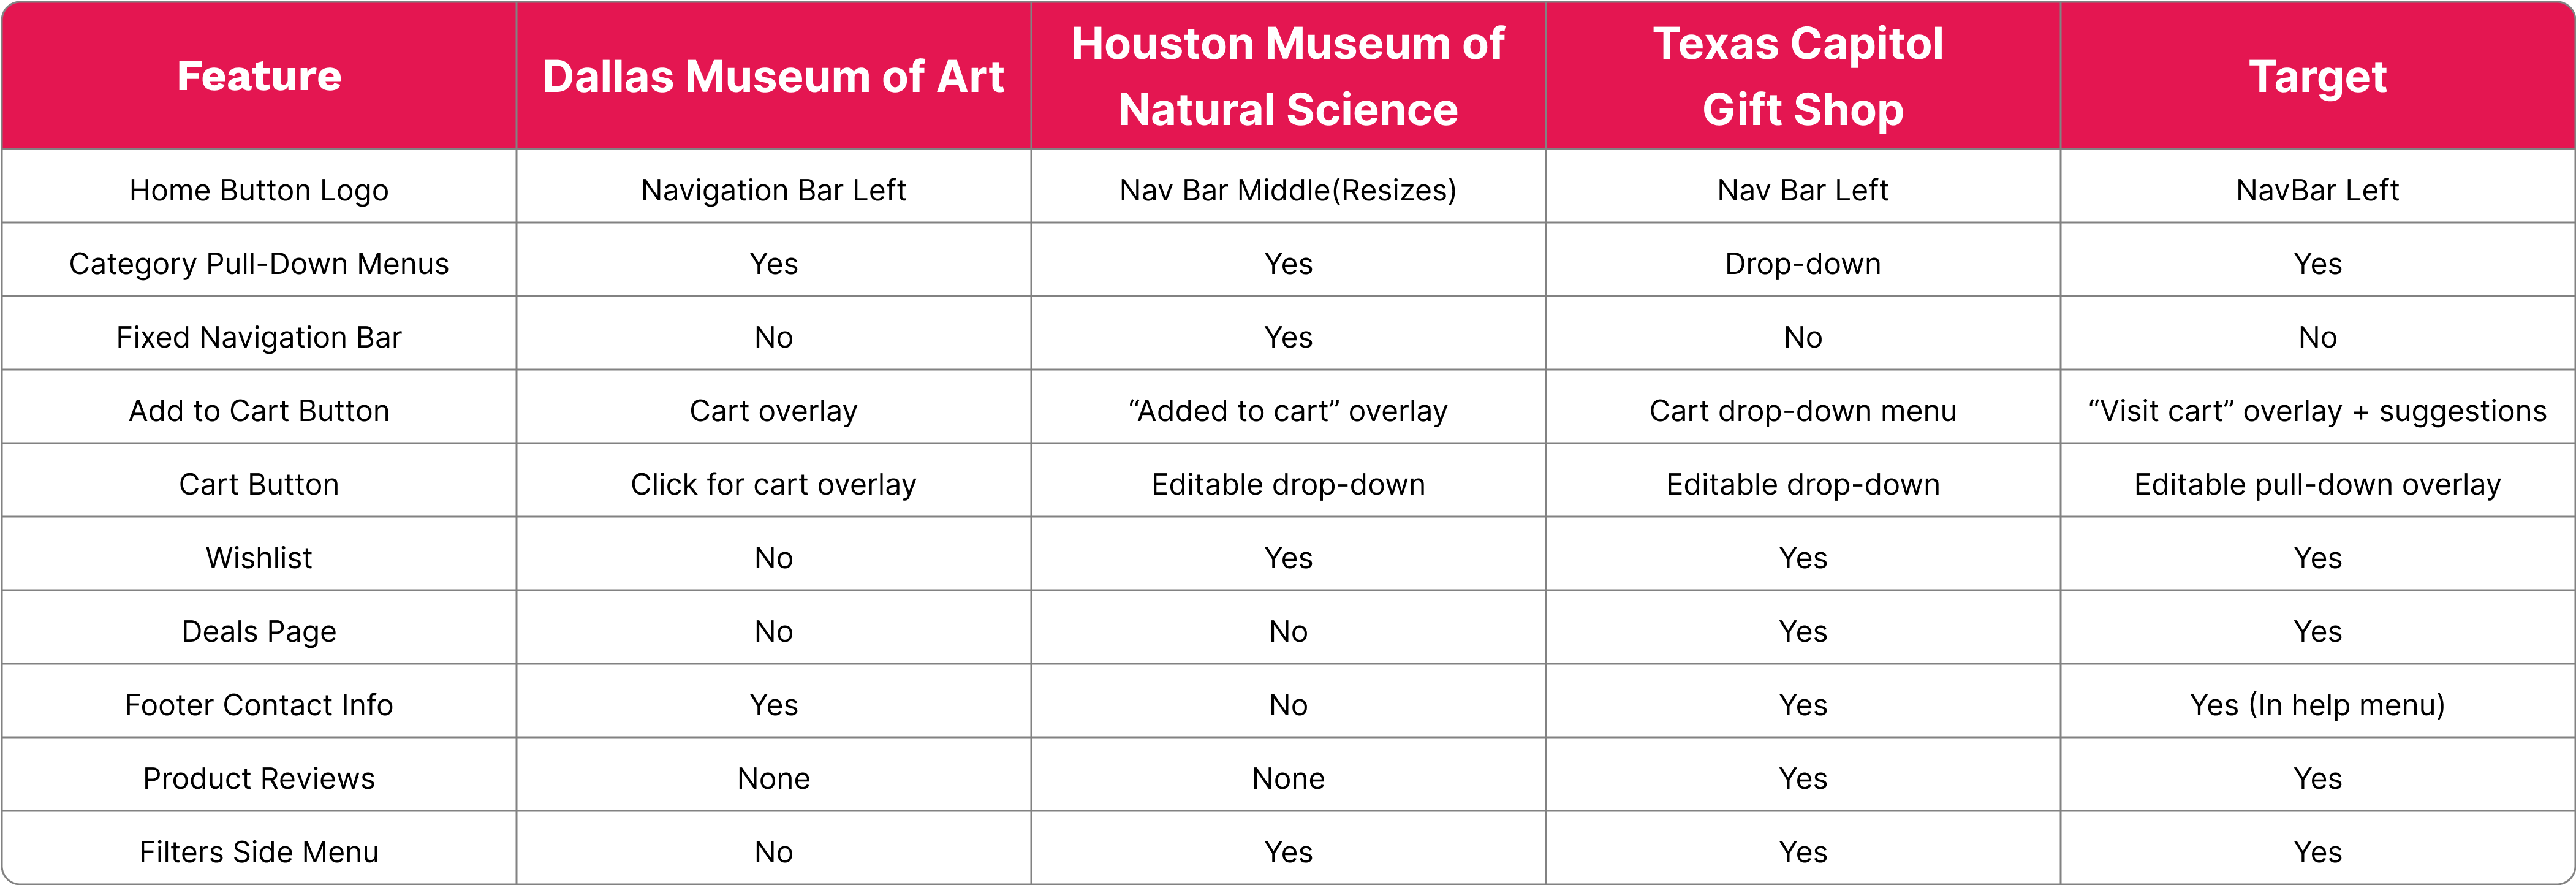 Feature Dallas Museum of Art Houston Museum of Natural Science Texas Capitol Gift Shop Target
Home Button Logo Navigation Bar Left Nav Bar Middle(Resizes) Nav Bar Left NavBar Left
Category Pull-Down Menus Yes Yes Drop-down Yes
Fixed Navigation Bar No Yes No No
Add to Cart Button Cart overlay “Added to cart” overlay Cart drop-down menu “Visit cart” overlay + suggestions
Cart Button Click for cart overlay Editable drop-down Editable drop-down Editable pull-down overlay
Wishlist No Yes Yes Yes
Deals Page No No Yes Yes
Footer Contact Info Yes No Yes Yes (In help menu)
Product Reviews None None Yes Yes
Filters Side Menu No Yes Yes Yes